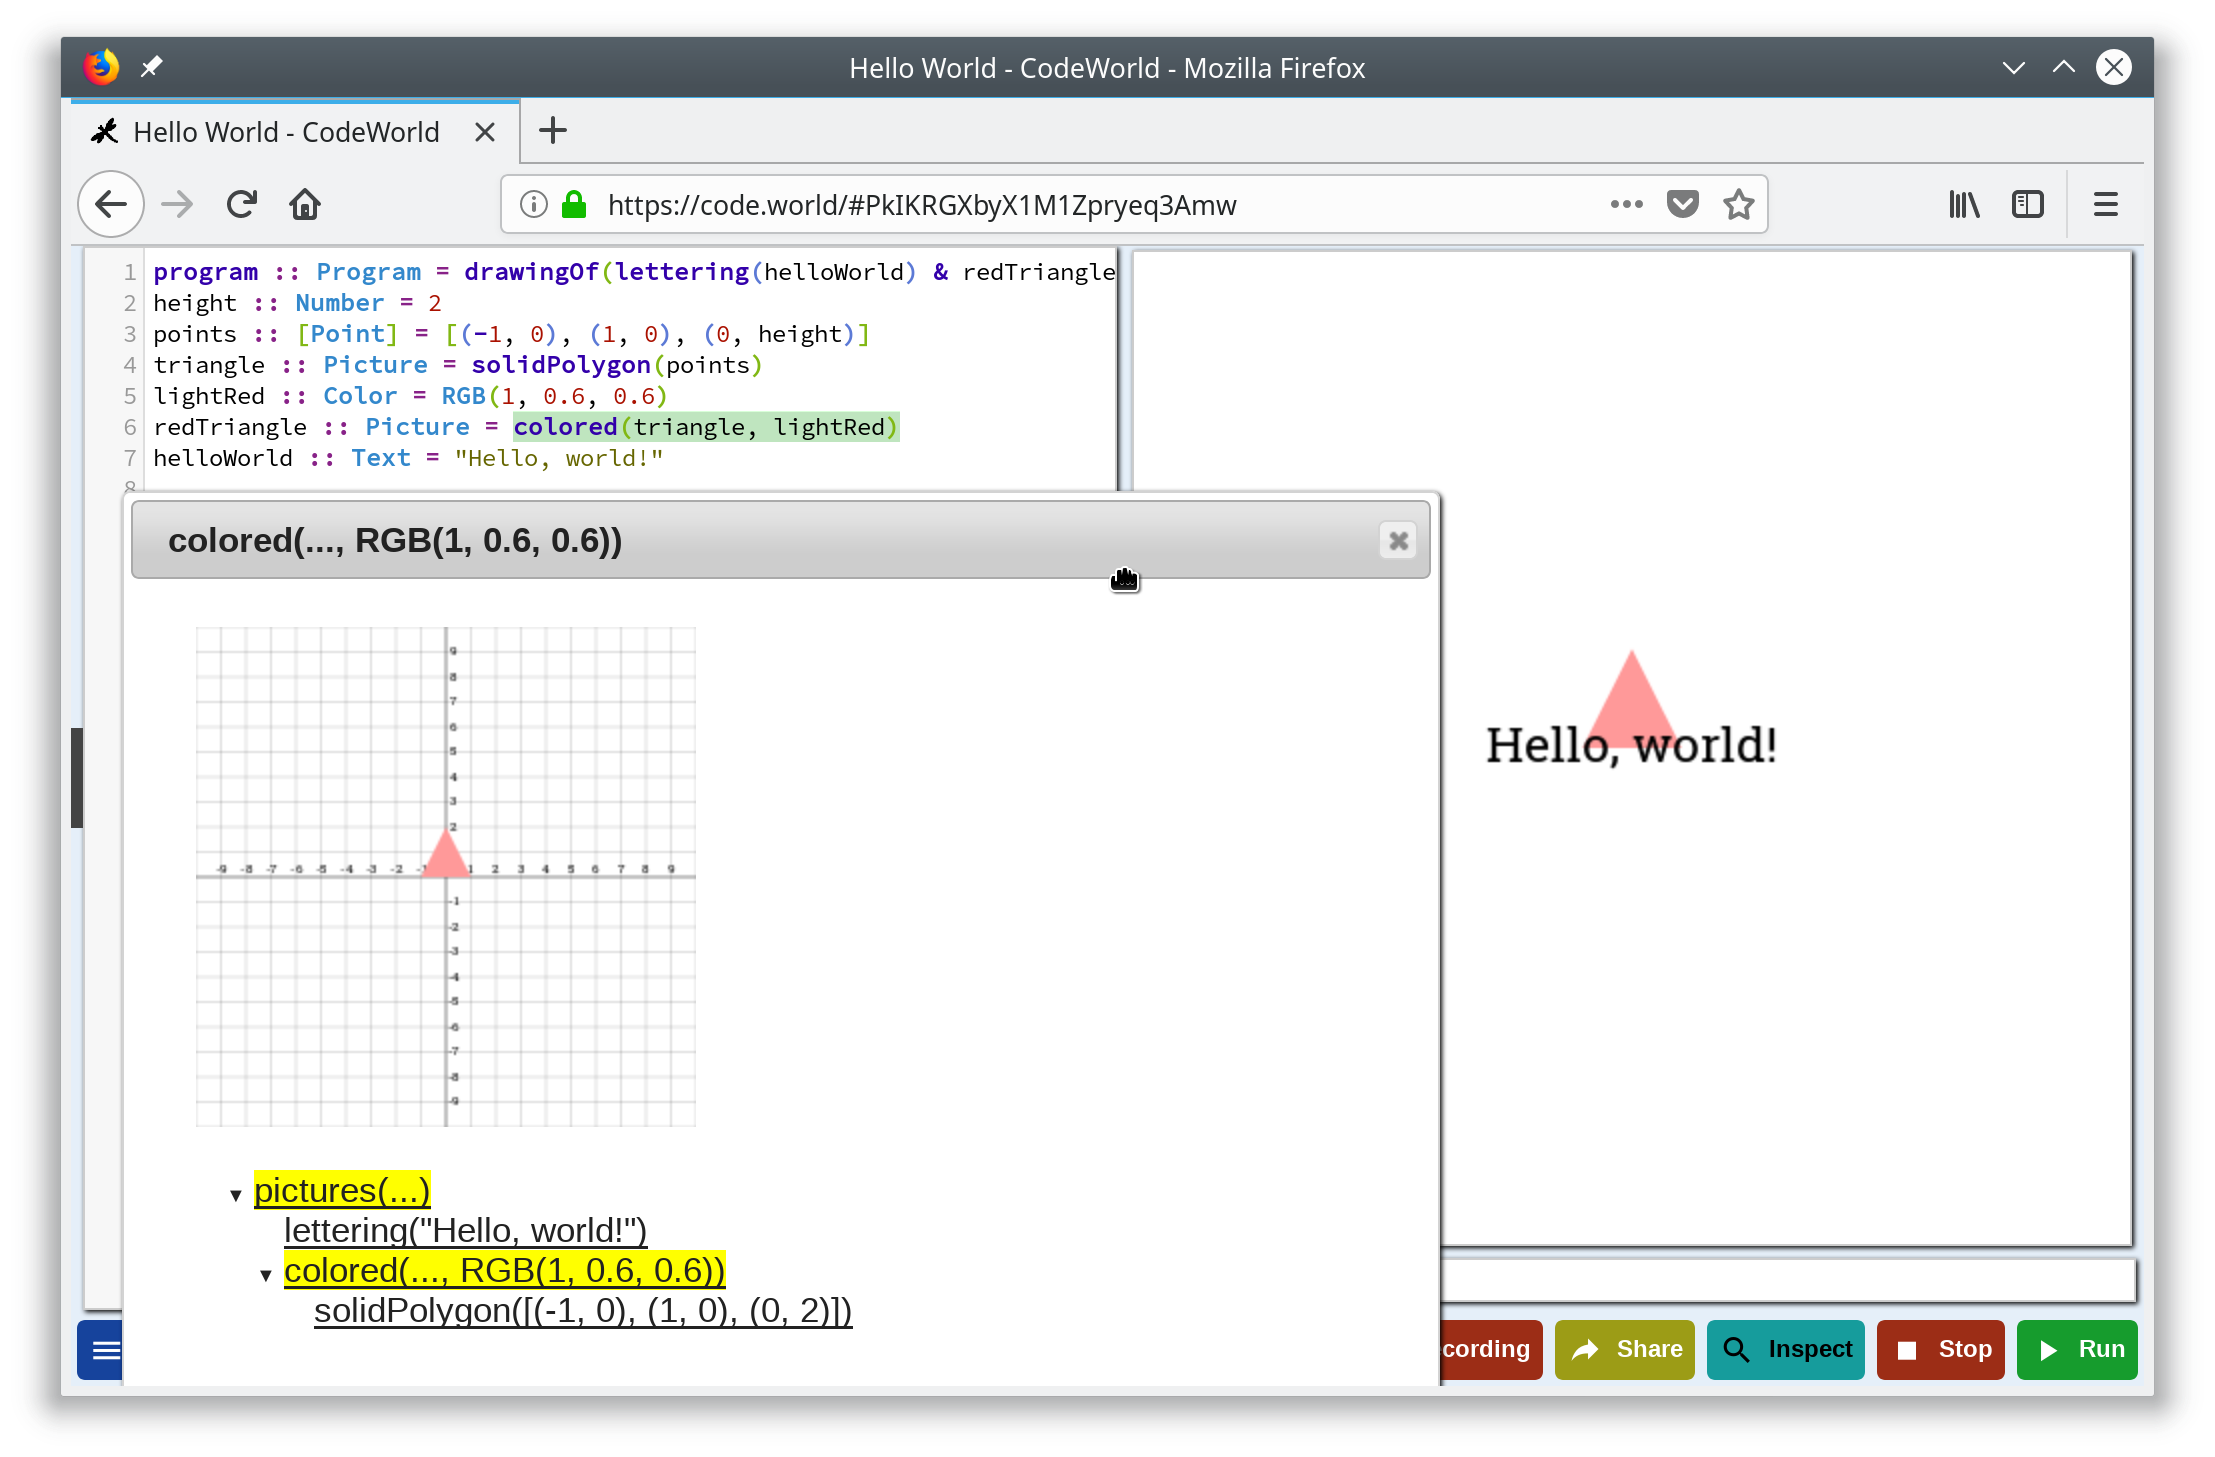 Hello World - CodeWorld - Mozilla Firefox
Hello World - CodeWorld
https://code.world/#PkIKRGXbyX1M1Zpryeq3Amw
1 program :: Program = drawingOf(lettering(helloWorld) & redTriangle
2 height :: Number = 2
3 points :: [Point] = [(-1, 0), (1, 0), (0, height)]
4 triangle :: Picture = solidPolygon(points)
5 lightRed :: Color = RGB(1, 0.6, 0.6)
6 redTriangle :: Picture = colored(triangle, lightRed)
7 helloWorld :: Text = "Hello, world!"
8
colored(..., RGB(1, 0.6, 0.6))
9
8
7
6
5
4
3
2
-9 -8 -7 -6 -5 -4 -3 -2 -1 1 2 3 4 5 6 7 8 9
-1
-2
-3
-4
-5
-6
-7
-8
-9
pictures(...)
lettering("Hello, world!")
colored(..., RGB(1, 0.6, 0.6))
solidPolygon([(-1, 0), (1, 0), (0, 2)])
Hello, world!
cording Share Inspect Stop Run